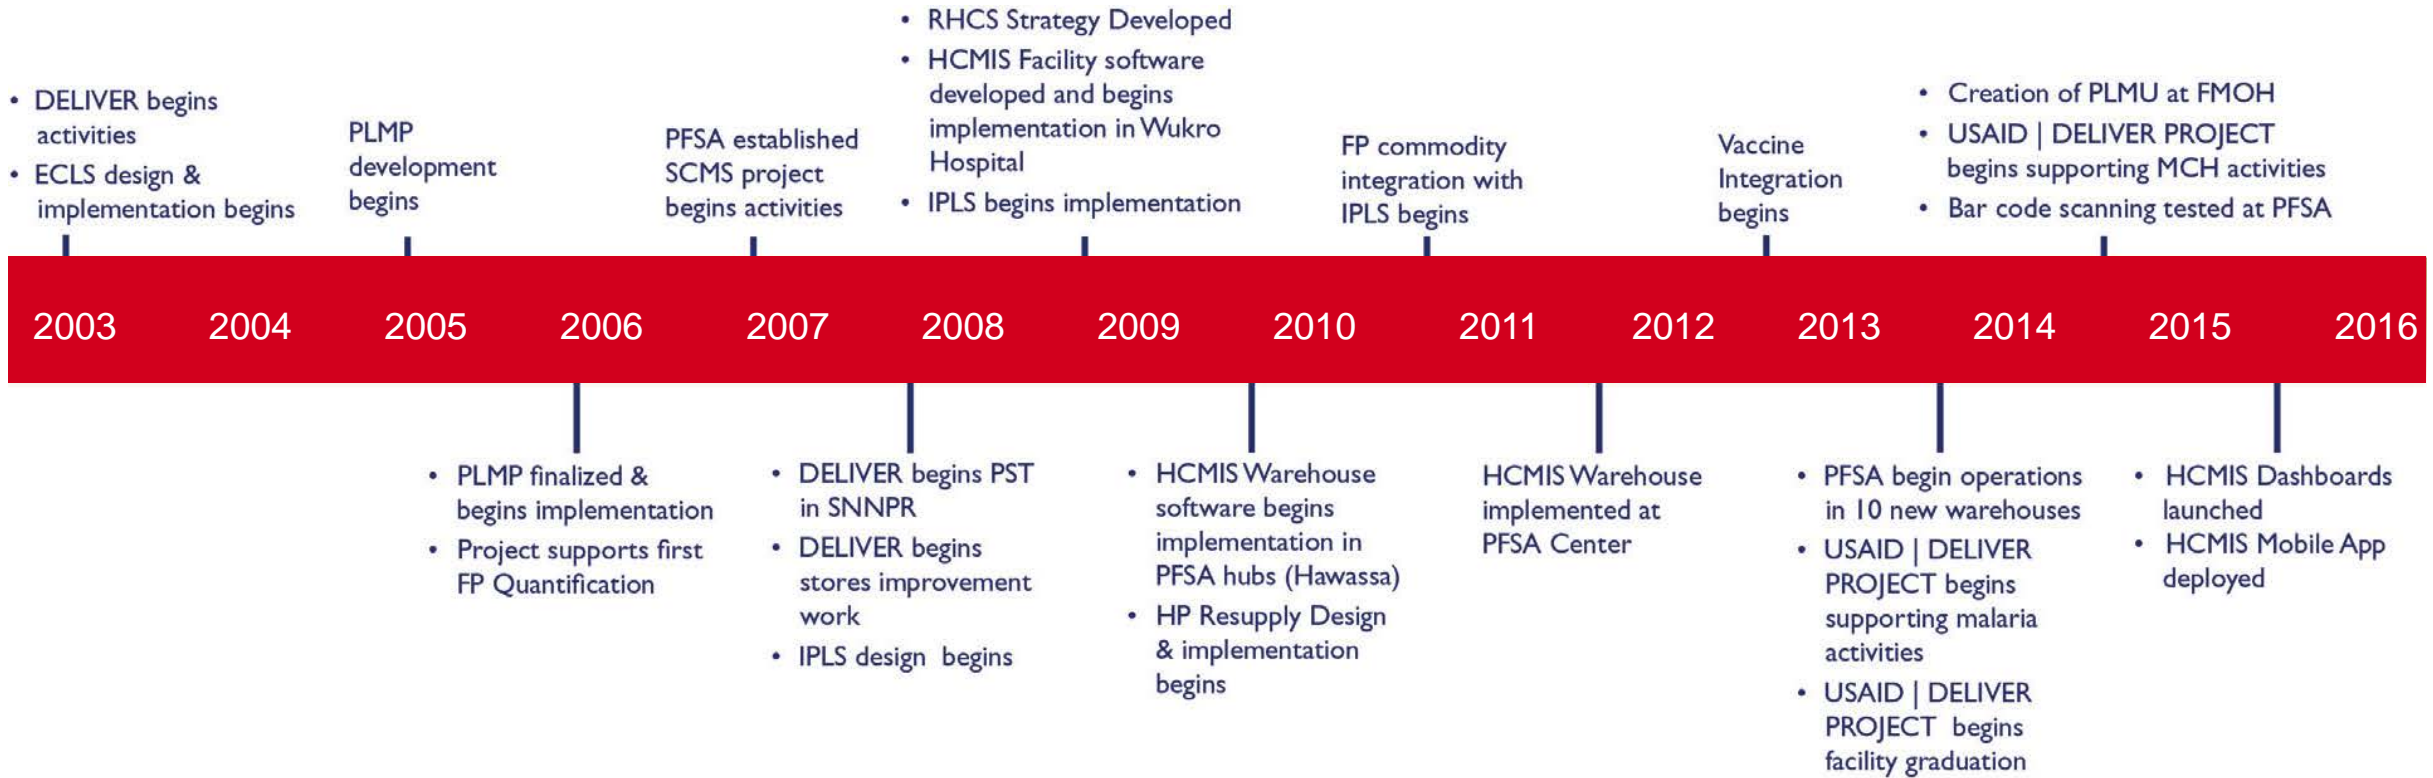 • DELIVER begins
activities
• ECLS design &
implementation begins
PLMP
development
begins
PFSA established
SCMS project
begins activities
• RHCS Strategy Developed
• HCMIS Facility software
developed and begins
implementation in Wukro
Hospital
• IPLS begins implementation
FP commodity
integration with
IPLS begins
Vaccine
Integration
begins
• Creation of PLMU at FMOH
• USAID | DELIVER PROJECT
begins supporting MCH activities
• Bar code scanning tested at PFSA
2003 2004 2005 2006 2007 2008 2009 2010 2011 2012 2013 2014 2015 2016
• PLMP finalized &
begins implementation
• Project supports first
FP Quantification
• DELIVER begins PST
in SNNPR
• DELIVER begins
stores improvement
work
• IPLS design begins
• HCMIS Warehouse
software begins
implementation in
PFSA hubs (Hawassa)
• HP Resupply Design
& implementation
begins
HCMIS Warehouse
implemented at
PFSA Center
• PFSA begin operations
in 10 new warehouses
• USAID | DELIVER
PROJECT begins
supporting malaria
activities
• USAID | DELIVER
PROJECT begins
facility graduation
• HCMIS Dashboards
launched
• HCMIS Mobile App
deployed